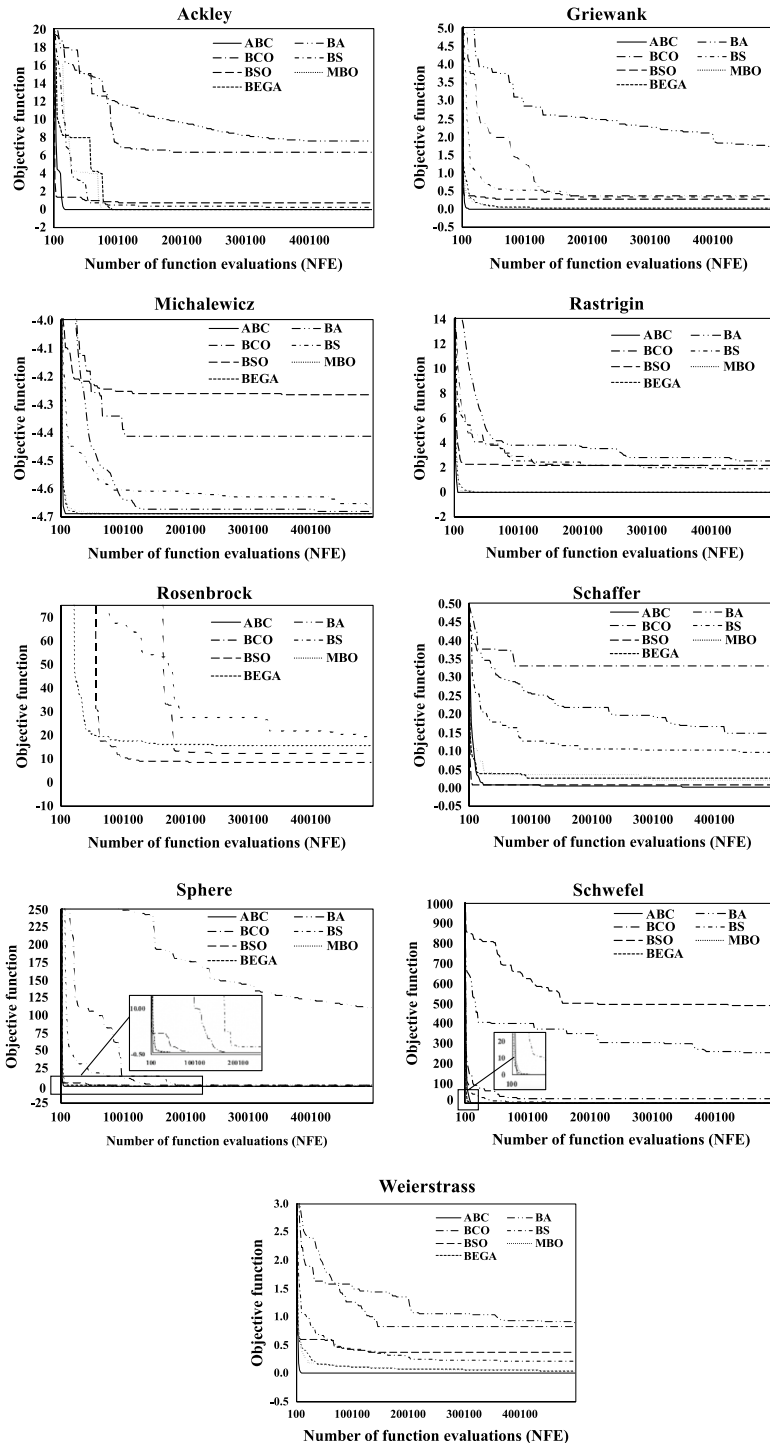 Ackley
Objective function
20
18
16
14
12
10
8
6
4
2
0
-2
ABC
BA
BCO
BS
BSO
MBO
BEGA
100 100100 200100 300100 400100
Number of function evaluations (NFE)
Griewank
Objective function
5.0
4.5
4.0
3.5
3.0
2.5
2.0
1.5
1.0
0.5
0.0
-0.5
ABC
BA
BCO
BS
BSO
MBO
BEGA
100 100100 200100 300100 400100
Number of function evaluations (NFE)
Michalewicz
Objective function
-4.0
-4.1
-4.2
-4.3
-4.4
-4.5
-4.6
-4.7
ABC
BA
BCO
BS
BSO
MBO
BEGA
100 100100 200100 300100 400100
Number of function evaluations (NFE)
Rastrigin
Objective function
14
12
10
8
6
4
2
0
-2
ABC
BA
BCO
BS
BSO
MBO
BEGA
100 100100 200100 300100 400100
Number of function evaluations (NFE)
Rosenbrock
Objective function
70
60
50
40
30
20
10
0
-10
ABC
BA
BCO
BS
BSO
MBO
BEGA
100 100100 200100 300100 400100
Number of function evaluations (NFE)
Schaffer
Objective function
0.50
0.45
0.40
0.35
0.30
0.25
0.20
0.15
0.10
0.05
0.00
-0.05
ABC
BA
BCO
BS
BSO
MBO
BEGA
100 100100 200100 300100 400100
Number of function evaluations (NFE)
Sphere
Objective function
250
225
200
175
150
125
100
75
50
25
0
-25
ABC
BA
BCO
BS
BSO
MBO
BEGA
10.00
-0.50
100 100100 200100
100 100100 200100 300100 400100
Number of function evaluations (NFE)
Schwefel
Objective function
1000
900
800
700
600
500
400
300
200
100
0
ABC
BA
BCO
BS
BSO
MBO
BEGA
20
10
0
100
100 100100 200100 300100 400100
Number of function evaluations (NFE)
Weierstrass
Objective function
3.0
2.5
2.0
1.5
1.0
0.5
0.0
-0.5
ABC
BA
BCO
BS
BSO
MBO
BEGA
100 100100 200100 300100 400100
Number of function evaluations (NFE)